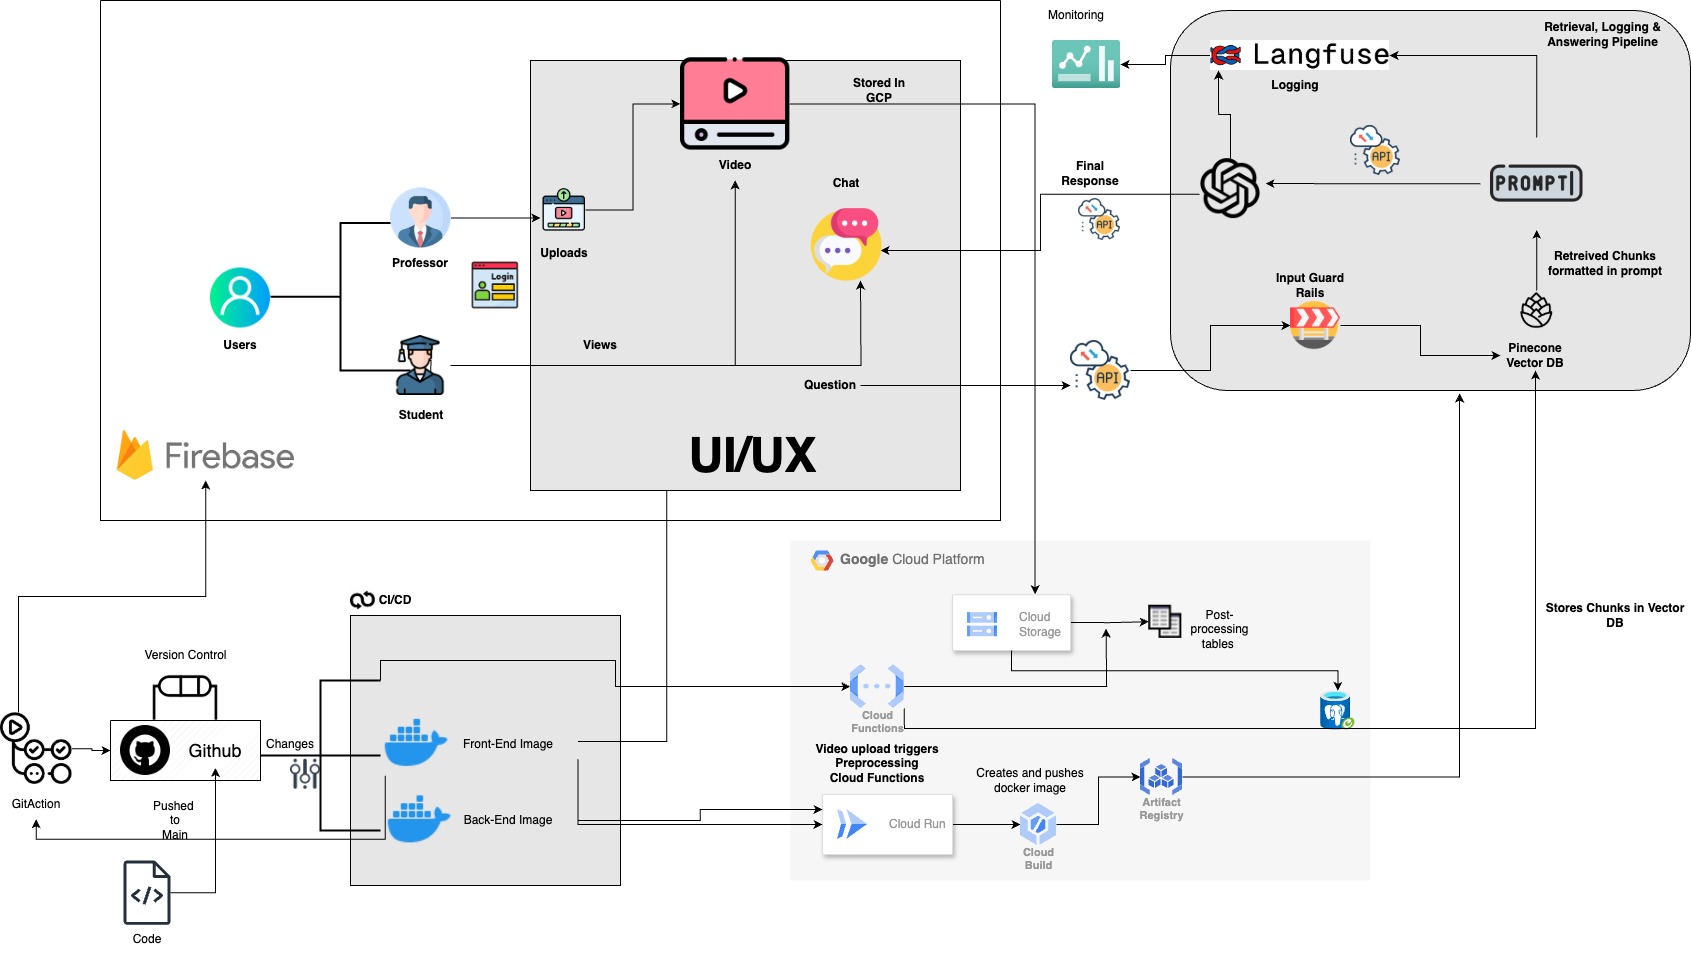 Monitoring
Retrieval, Logging &
Answering Pipeline
Langfuse
Logging
Stored In
GCP
Video
Chat
Final
Response
API
API
PROMPT
Professor
Uploads
Login
Retreived Chunks
formatted in prompt
Input Guard
Rails
Users
Views
Pinecone
Vector DB
API
Question
Student
Firebase
UI/UX
Google Cloud Platform
CI/CD
Cloud
Storage
Post-
processing
tables
Stores Chunks in Vector
DB
Version Control
Cloud
Functions
Github
Changes
Front-End Image
Video upload triggers
Preprocessing
Cloud Functions
Creates and pushes
docker image
GitAction
Pushed
to
Main
Back-End Image
Cloud Run
Artifact
Registry
Cloud
Build
Code